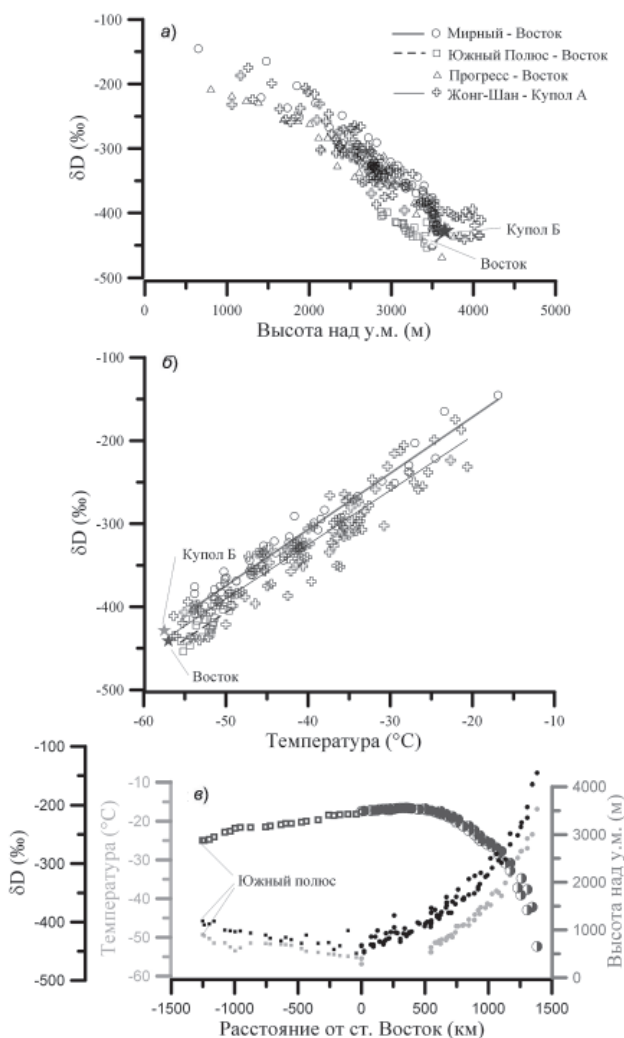 а)
Мирный - Восток
Южный Полюс - Восток
Прогресс - Восток
Жонг-Шан - Купол А
-100
-200
-300
-400
-500
δD (‰)
Купол Б
Восток
0 1000 2000 3000 4000 5000
Высота над у.м. (м)
б)
-100
-200
-300
-400
-500
δD (‰)
Купол Б
Восток
-60 -50 -40 -30 -20 -10
Температура (°C)
в)
-100
-200
-300
-400
-500
δD (‰)
-10
-20
-30
-40
-50
-60
Температура (°C)
Южный полюс
4000
3000
2000
1000
0
Высота над у.м. (м)
-1500 -1000 -500 0 500 1000 1500
Расстояние от ст. Восток (км)